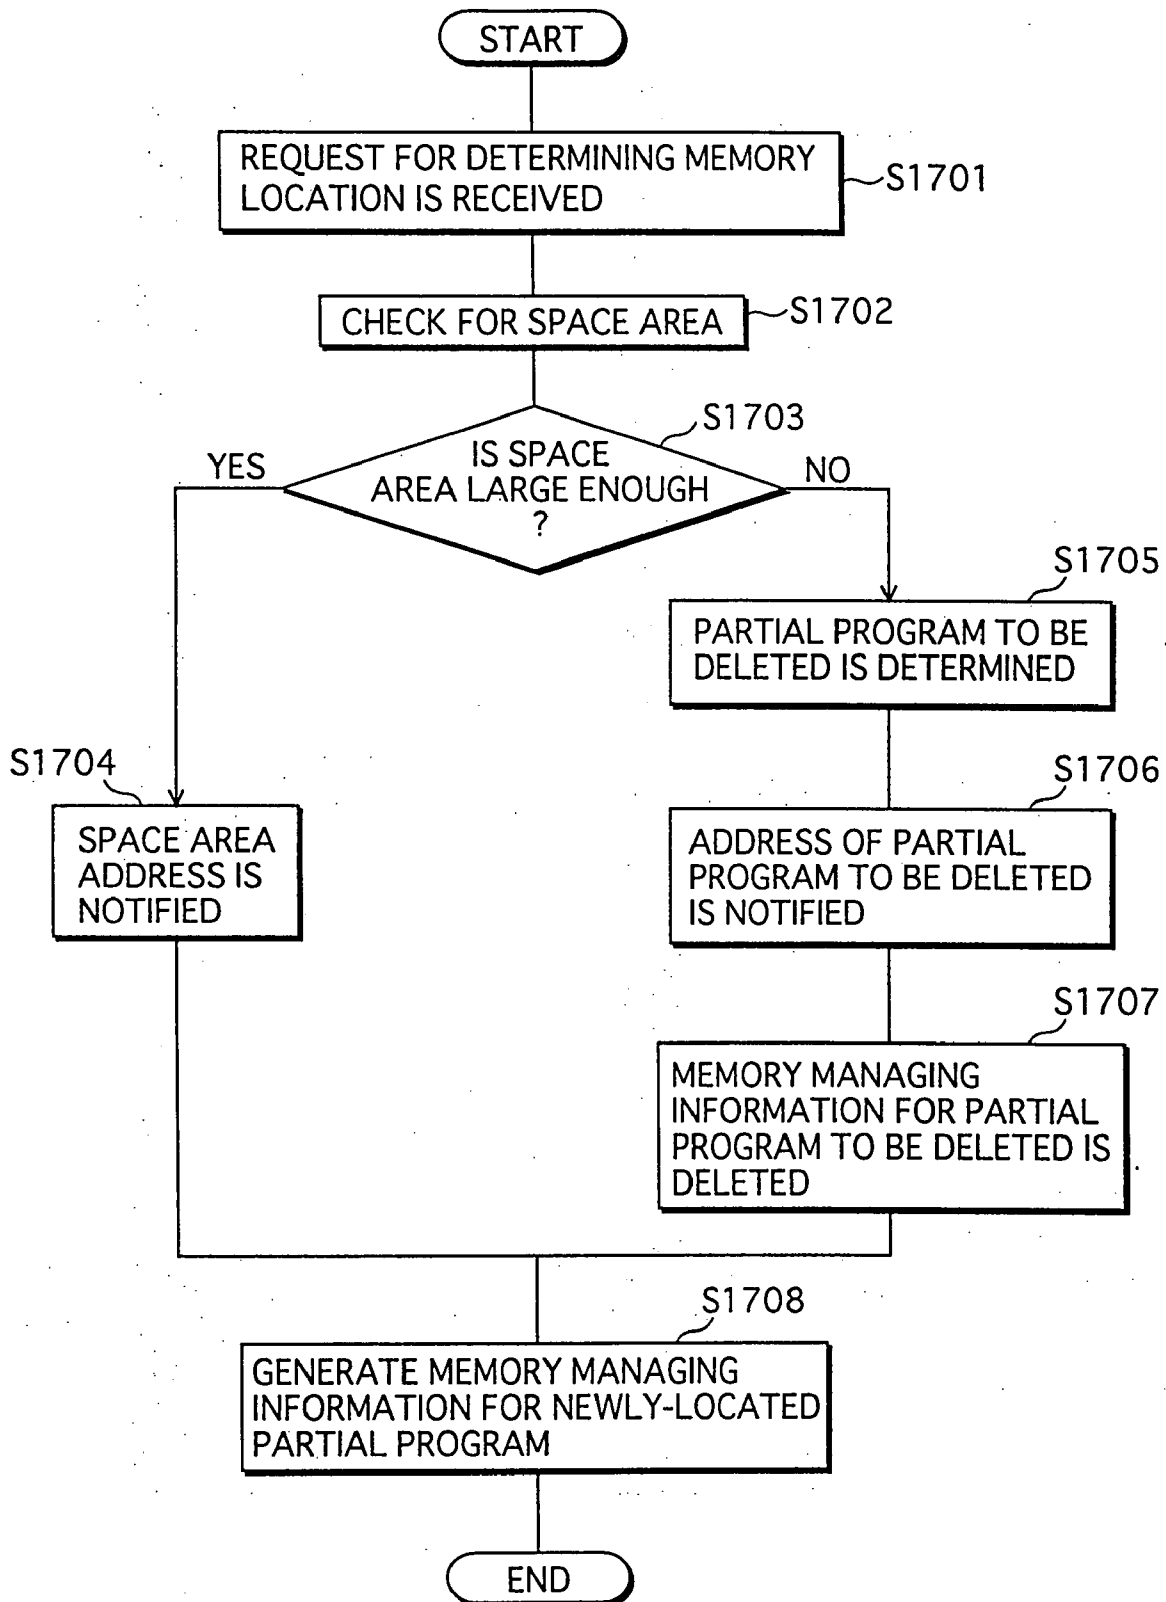 START
REQUEST FOR DETERMINING MEMORY
LOCATION IS RECEIVED
S1701
CHECK FOR SPACE AREA
S1702
S1703
IS SPACE
AREA LARGE ENOUGH
?
YES
NO
S1705
PARTIAL PROGRAM TO BE
DELETED IS DETERMINED
S1704
SPACE AREA
ADDRESS IS
NOTIFIED
S1706
ADDRESS OF PARTIAL
PROGRAM TO BE DELETED
IS NOTIFIED
S1707
MEMORY MANAGING
INFORMATION FOR PARTIAL
PROGRAM TO BE DELETED IS
DELETED
S1708
GENERATE MEMORY MANAGING
INFORMATION FOR NEWLY-LOCATED
PARTIAL PROGRAM
END